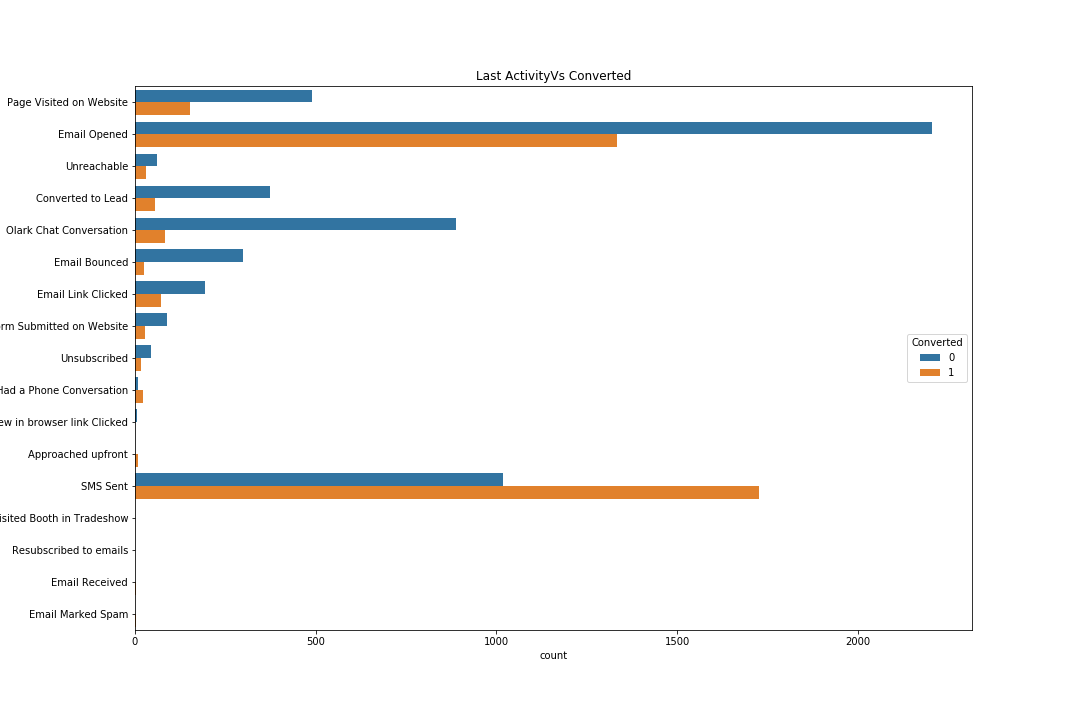 Last ActivityVs Converted
Page Visited on Website
Email Opened
Unreachable
Converted to Lead
Olark Chat Conversation
Email Bounced
Email Link Clicked
rm Submitted on Website
Unsubscribed
Had a Phone Conversation
ew in browser link Clicked
Approached upfront
SMS Sent
isited Booth in Tradeshow
Resubscribed to emails
Email Received
Email Marked Spam
Converted
0
1
0 500 1000 1500 2000
count